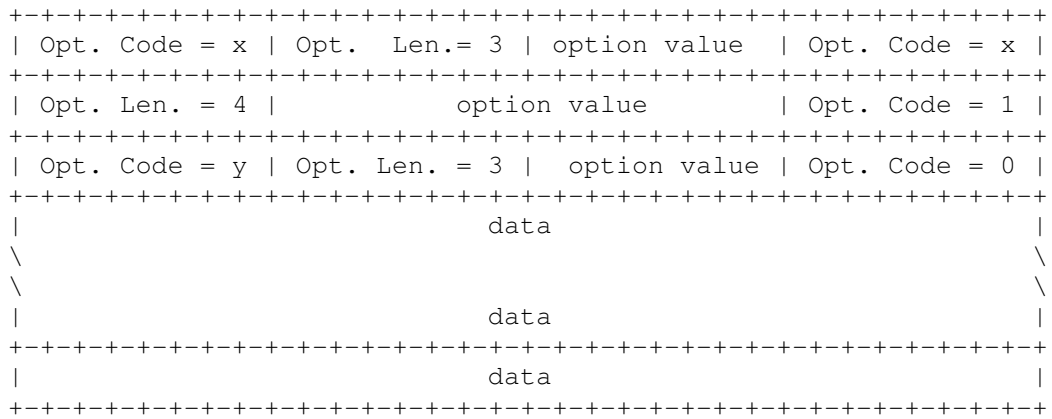 +-+-+-+-+-+-+-+-+-+-+-+-+-+-+-+-+-+-+-+-+-+-+-+-+-+-+-+-+-+-+-+-+
| Opt. Code = x | Opt.  Len.= 3 | option value  | Opt. Code = x |
+-+-+-+-+-+-+-+-+-+-+-+-+-+-+-+-+-+-+-+-+-+-+-+-+-+-+-+-+-+-+-+-+
| Opt. Len. = 4 |           option value        | Opt. Code = 1 |
+-+-+-+-+-+-+-+-+-+-+-+-+-+-+-+-+-+-+-+-+-+-+-+-+-+-+-+-+-+-+-+-+
| Opt. Code = y | Opt. Len. = 3 |  option value | Opt. Code = 0 |
+-+-+-+-+-+-+-+-+-+-+-+-+-+-+-+-+-+-+-+-+-+-+-+-+-+-+-+-+-+-+-+-+
|                             data                              |
\                                                               \
\                                                               \
|                             data                              |
+-+-+-+-+-+-+-+-+-+-+-+-+-+-+-+-+-+-+-+-+-+-+-+-+-+-+-+-+-+-+-+-+
|                             data                              |
+-+-+-+-+-+-+-+-+-+-+-+-+-+-+-+-+-+-+-+-+-+-+-+-+-+-+-+-+-+-+-+-+